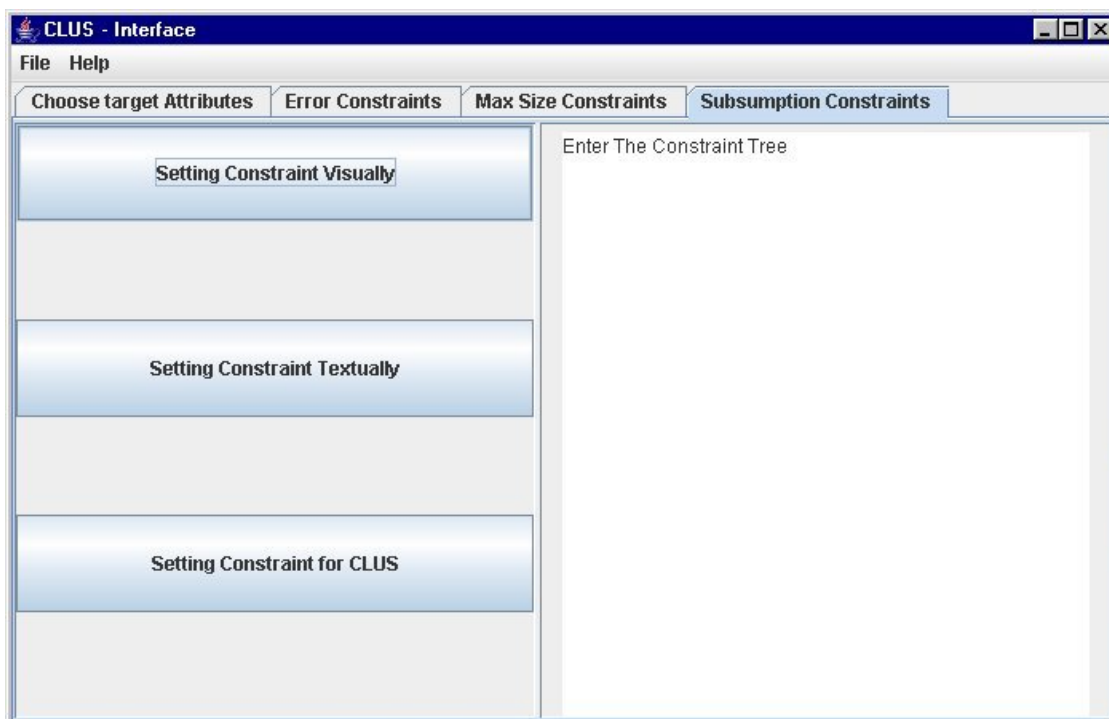 CLUS - Interface
File Help
Choose target Attributes Error Constraints Max Size Constraints Subsumption Constraints
Setting Constraint Visually
Enter The Constraint Tree
Setting Constraint Textually
Setting Constraint for CLUS